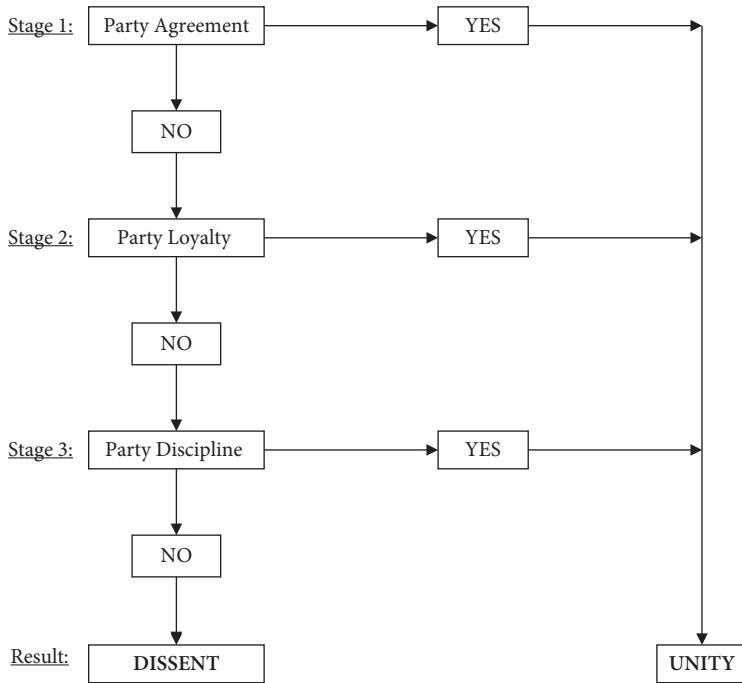 Stage 1: Party Agreement YES
NO
Stage 2: Party Loyalty YES
NO
Stage 3: Party Discipline YES
NO
Result: DISSENT UNITY